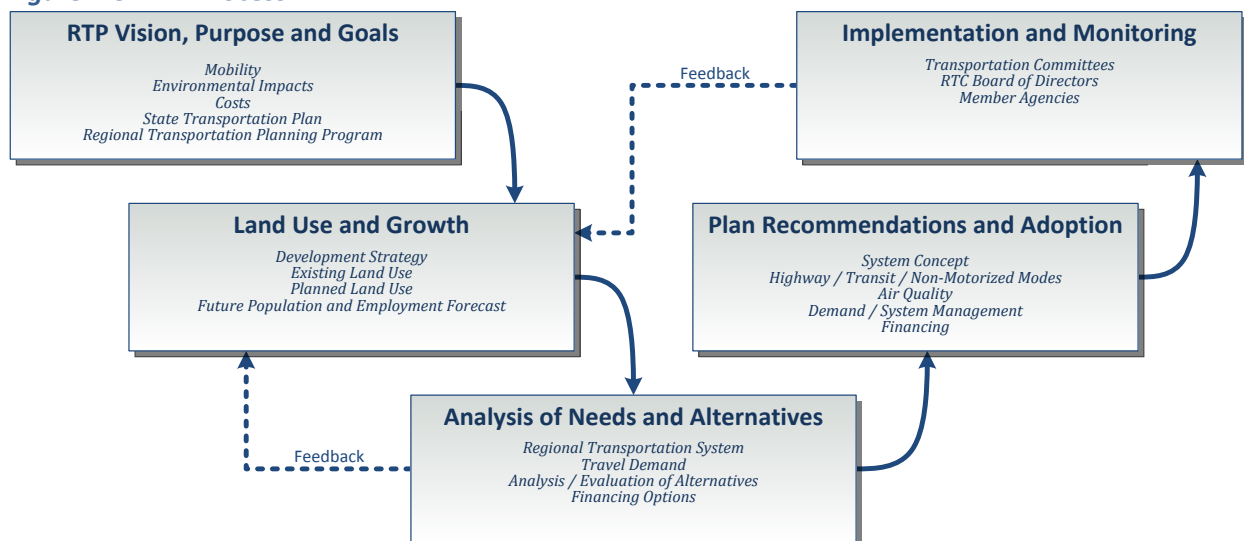 RTP Vision, Purpose and Goals
Mobility
Environmental Impacts
Costs
State Transportation Plan
Regional Transportation Planning Program
Implementation and Monitoring
Transportation Committees
RTC Board of Directors
Member Agencies
Feedback
Land Use and Growth
Development Strategy
Existing Land Use
Planned Land Use
Future Population and Employment Forecast
Plan Recommendations and Adoption
System Concept
Highway / Transit / Non-Motorized Modes
Air Quality
Demand / System Management
Financing
Analysis of Needs and Alternatives
Regional Transportation System
Travel Demand
Analysis / Evaluation of Alternatives
Financing Options
Feedback